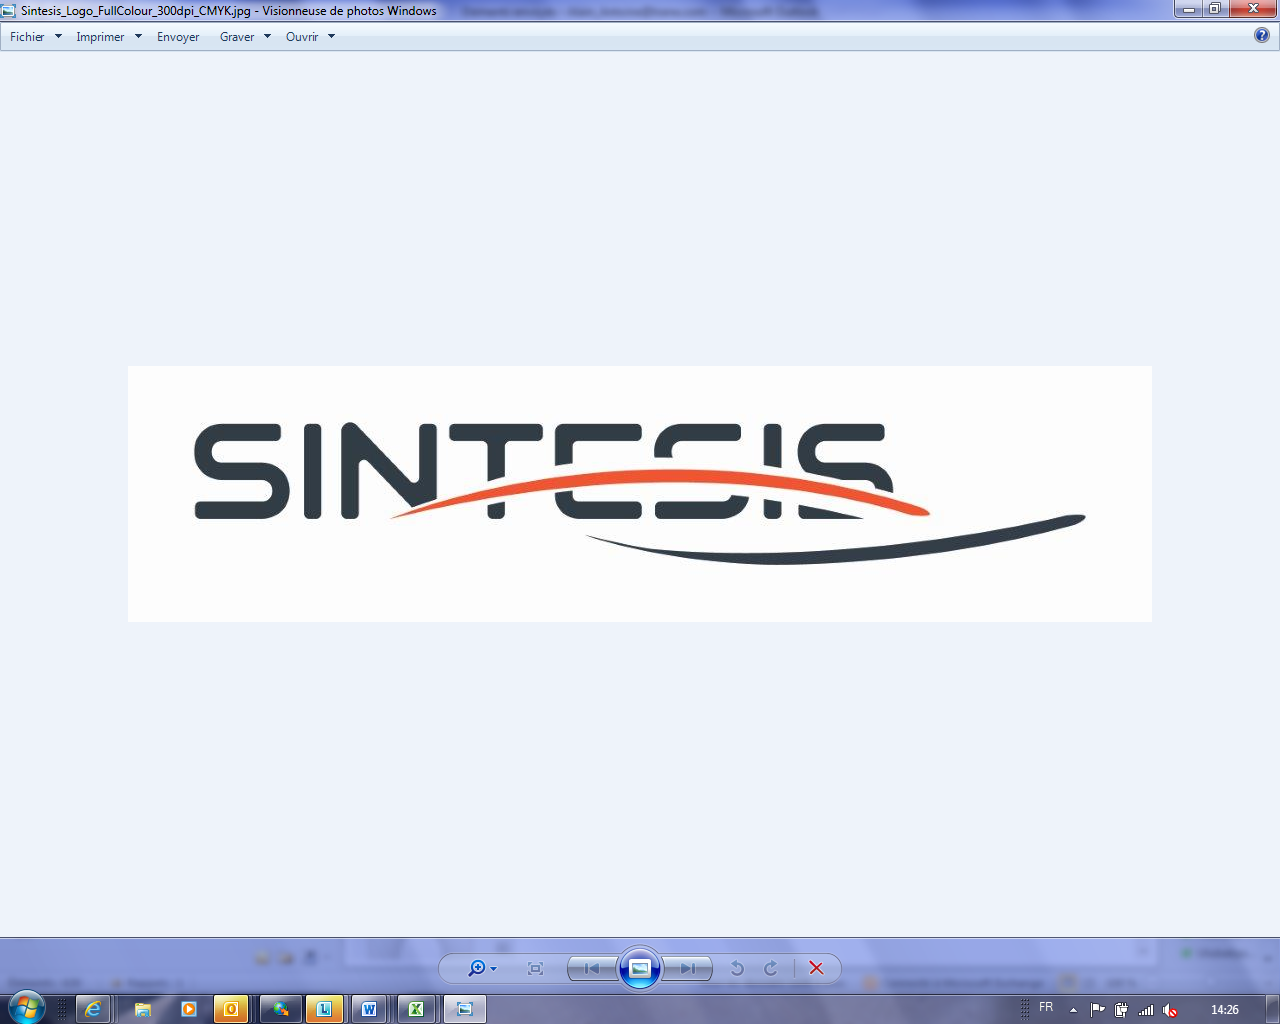 Sintesis_Logo_FullColour_300dpi_CMYK.jpg - Visionneuse de photos Windows
Fichier Imprimer Envoyer Graver Ouvrir
SINTESIS
FR 14:26